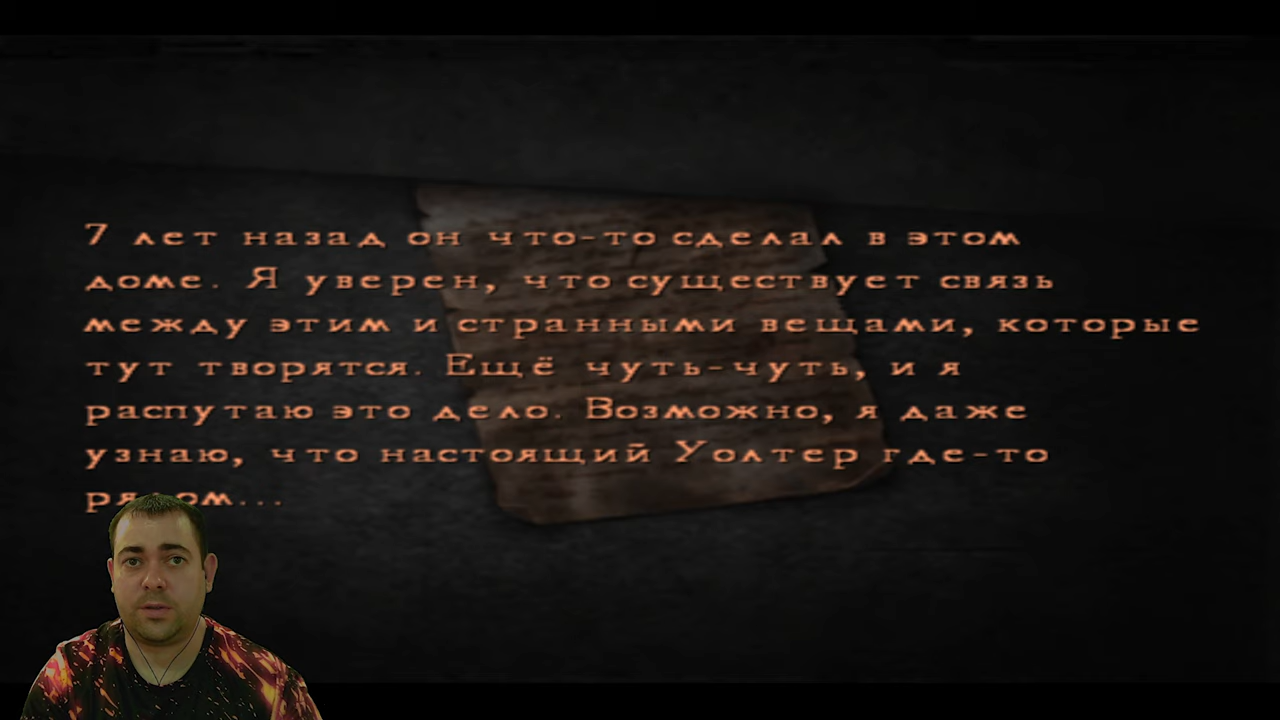 7 лет назад он что-то сделал в этом
доме. Я уверен, что существует связь
между этим и странными вещами, которые
тут творятся. Ещё чуть-чуть, и я
распутаю это дело. Возможно, я даже
узнаю, что настоящий Уолтер где-то
рядом...